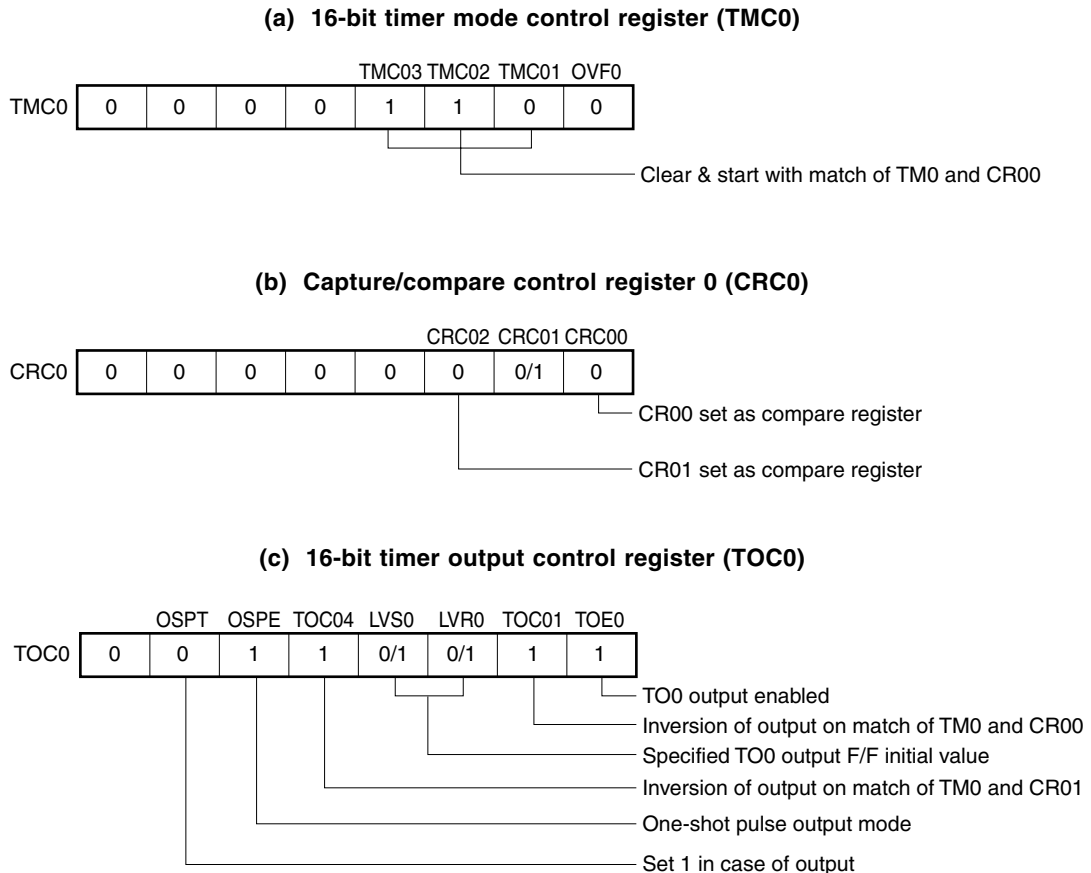 (a) 16-bit timer mode control register (TMC0)
TMC03 TMC02 TMC01 OVF0
TMC0 0 0 0 0 1 1 0 0
Clear & start with match of TM0 and CR00
(b) Capture/compare control register 0 (CRC0)
CRC02 CRC01 CRC00
CRC0 0 0 0 0 0 0 0/1 0
CR00 set as compare register
CR01 set as compare register
(c) 16-bit timer output control register (TOC0)
OSPT OSPE TOC04 LVS0 LVR0 TOC01 TOE0
TOC0 0 0 1 1 0/1 0/1 1 1
TO0 output enabled
Inversion of output on match of TM0 and CR00
Specified TO0 output F/F initial value
Inversion of output on match of TM0 and CR01
One-shot pulse output mode
Set 1 in case of output